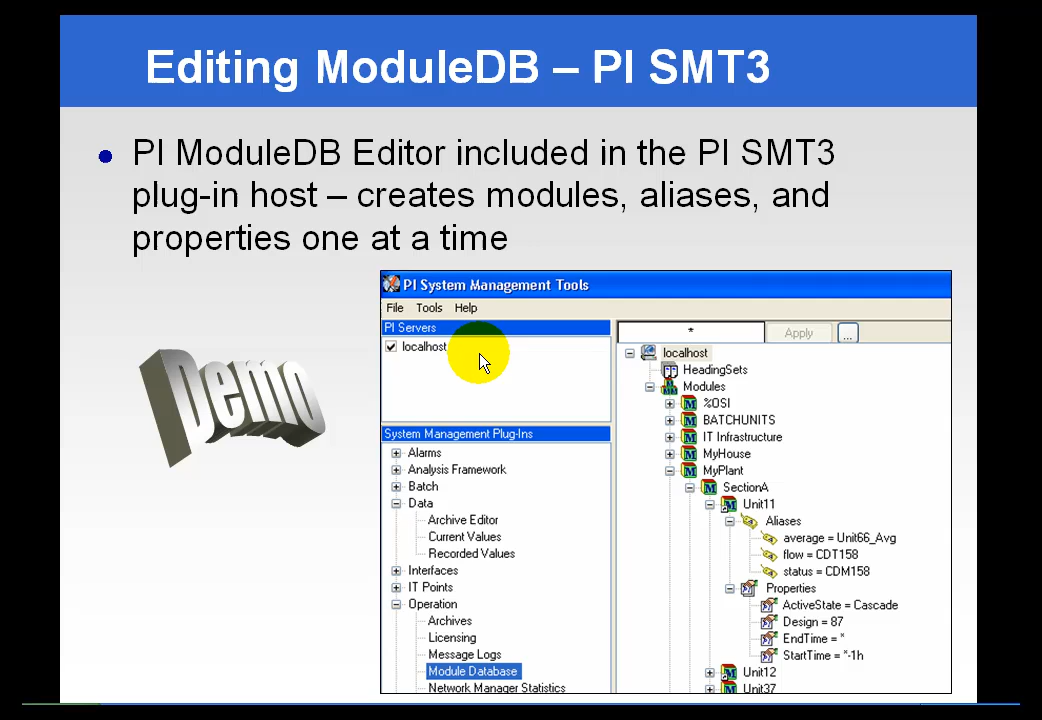 Editing ModuleDB – PI SMT3
PI ModuleDB Editor included in the PI SMT3
plug-in host – creates modules, aliases, and
properties one at a time
Demo
PI System Management Tools
File Tools Help
PI Servers
localhost
System Management Plug-Ins
Alarms
Analysis Framework
Batch
Data
Archive Editor
Current Values
Recorded Values
Interfaces
IT Points
Operation
Archives
Licensing
Message Logs
Module Database
Network Manager Statistics
* Apply ...
localhost
HeadingSets
Modules
%OSI
BATCHUNITS
IT Infrastructure
MyHouse
MyPlant
SectionA
Unit11
Aliases
average = Unit66_Avg
flow = CDT158
status = CDM158
Properties
ActiveState = Cascade
Design = 87
EndTime = *
StartTime = *-1h
Unit12
Unit37